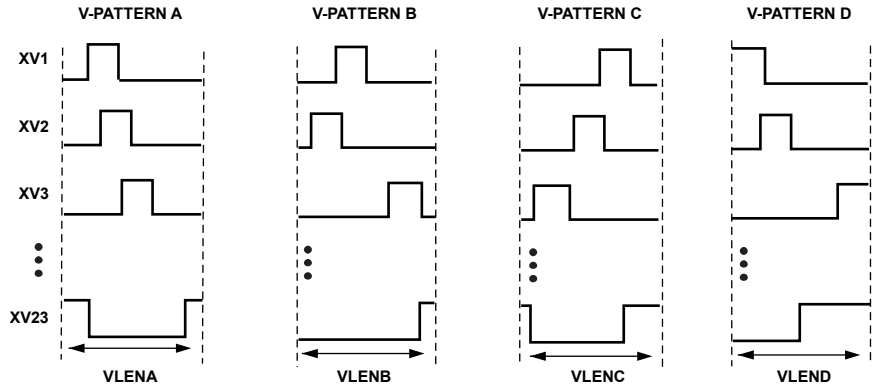 V-PATTERN A V-PATTERN B V-PATTERN C V-PATTERN D
XV1
XV2
XV3
XV23
VLENA VLENB VLENC VLEND